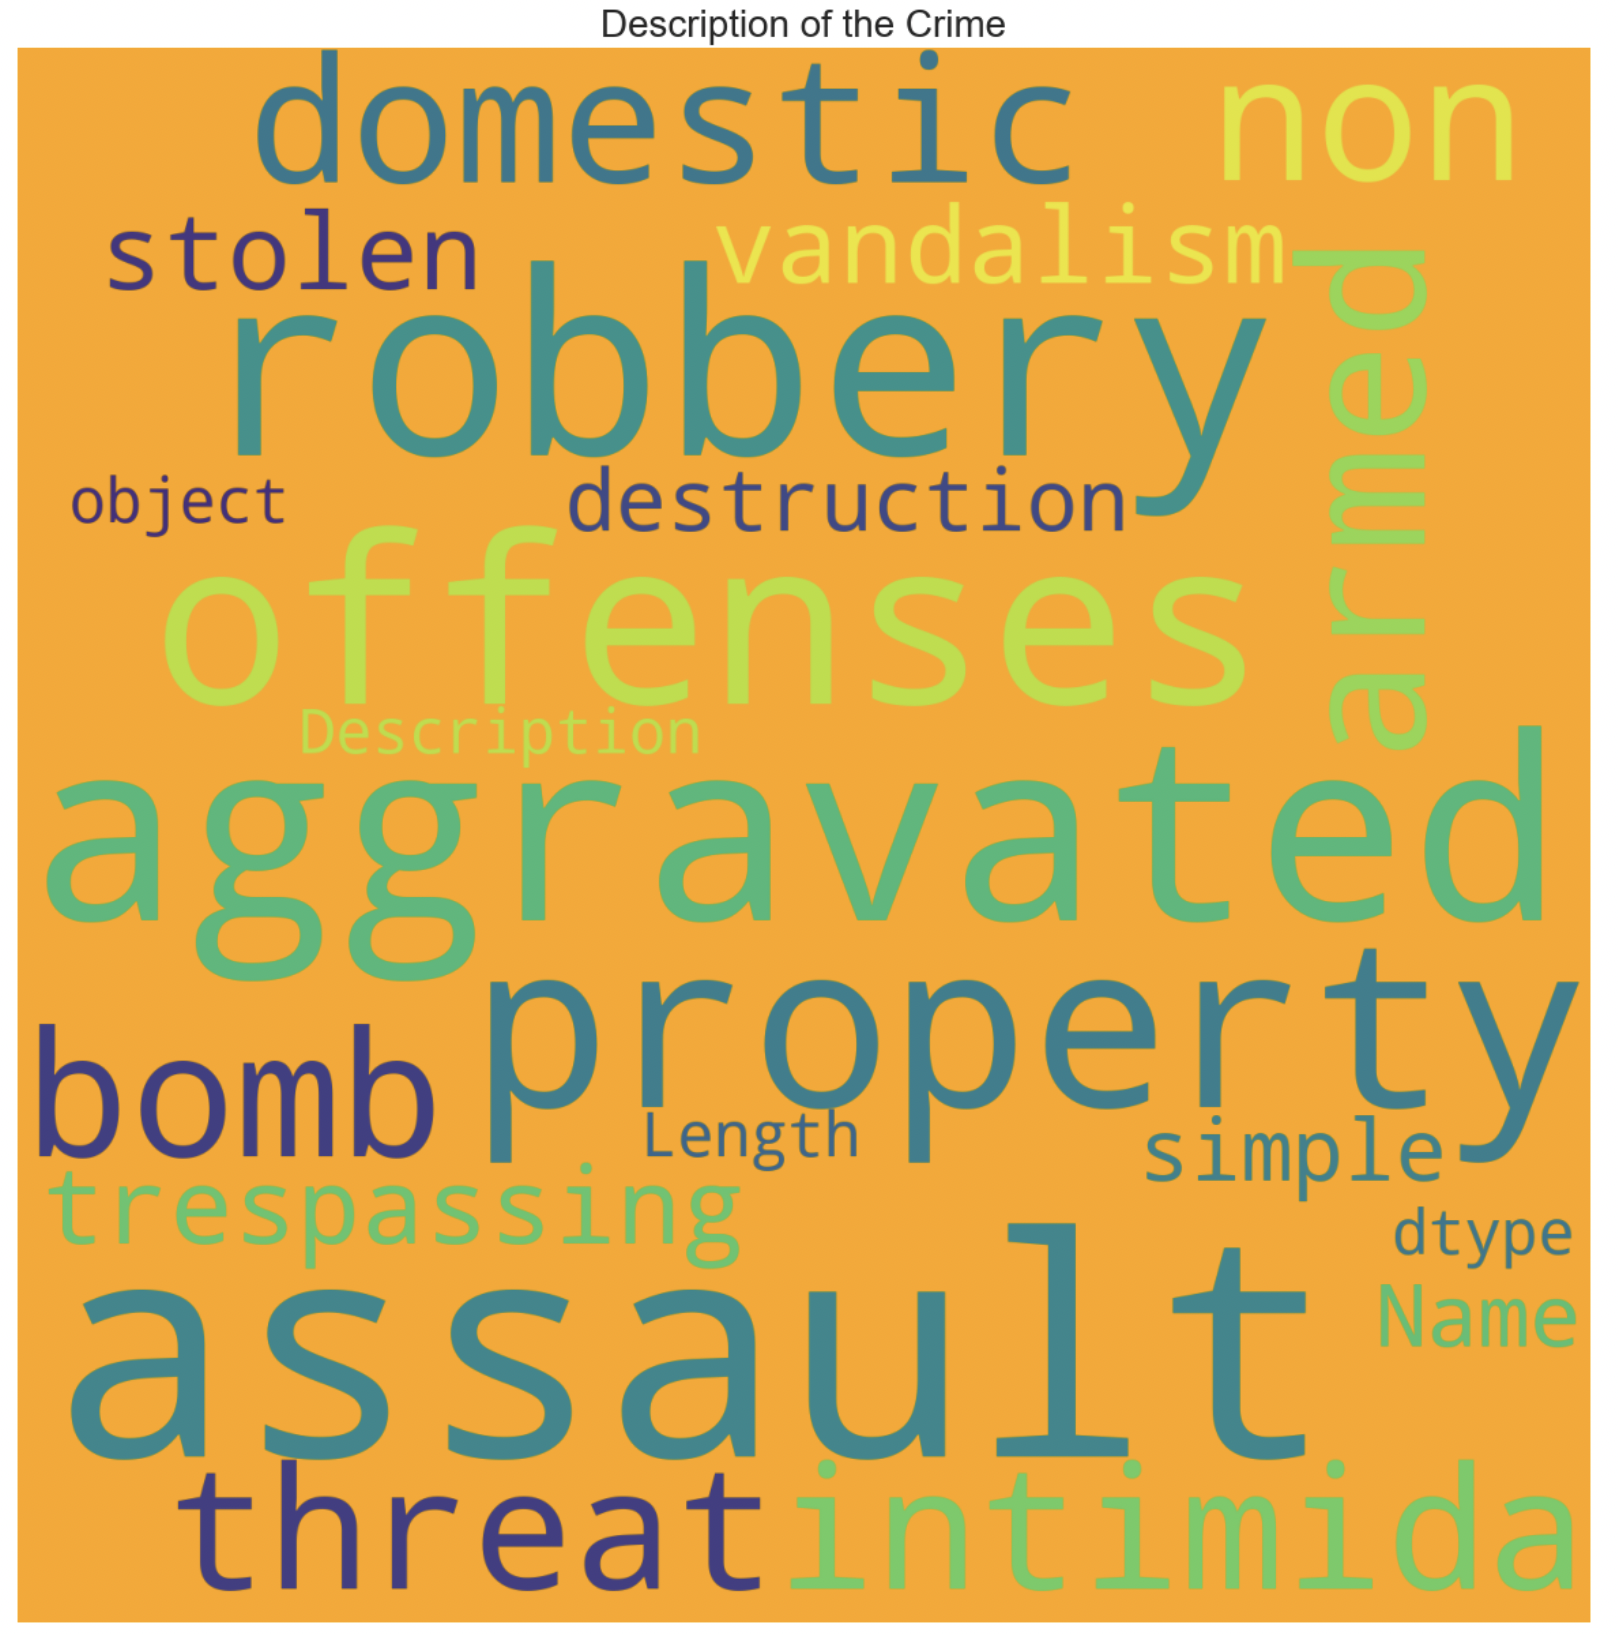 Description of the Crime
domestic
non
stolen
vandalism
armed
robbery
object
destruction
offenses
Description
aggravated
property
bomb
Length
simple
trespassing
dtype
Name
assault
threat
intimida